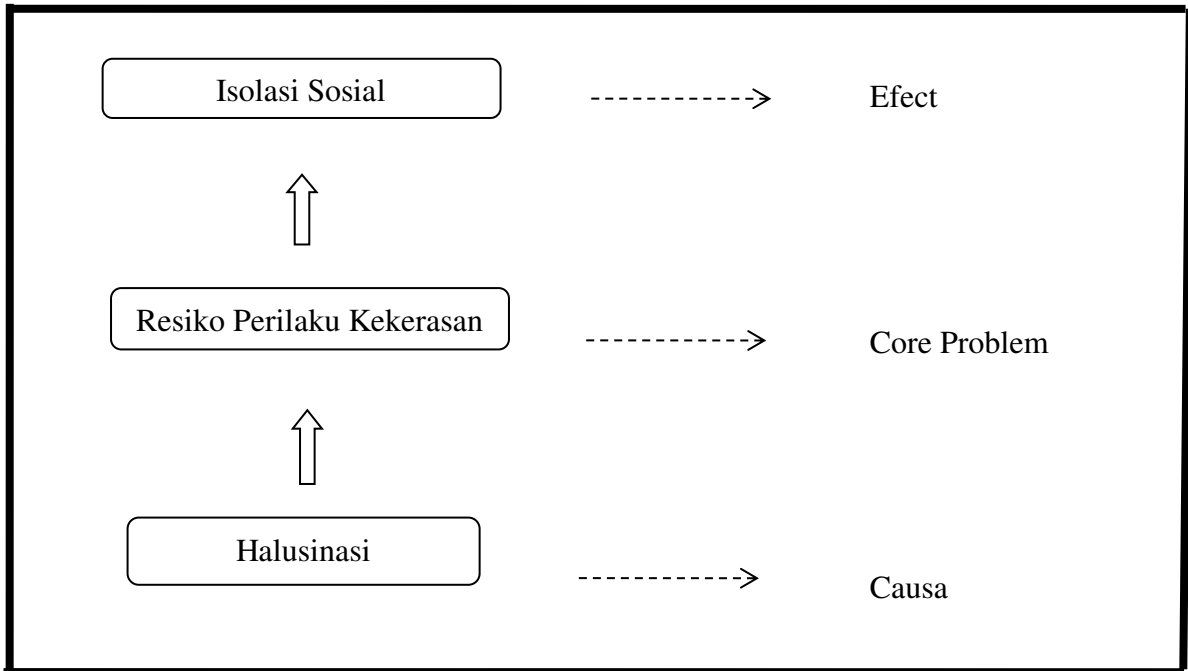 Isolasi Sosial
Efect
Resiko Perilaku Kekerasan
Core Problem
Halusinasi
Causa